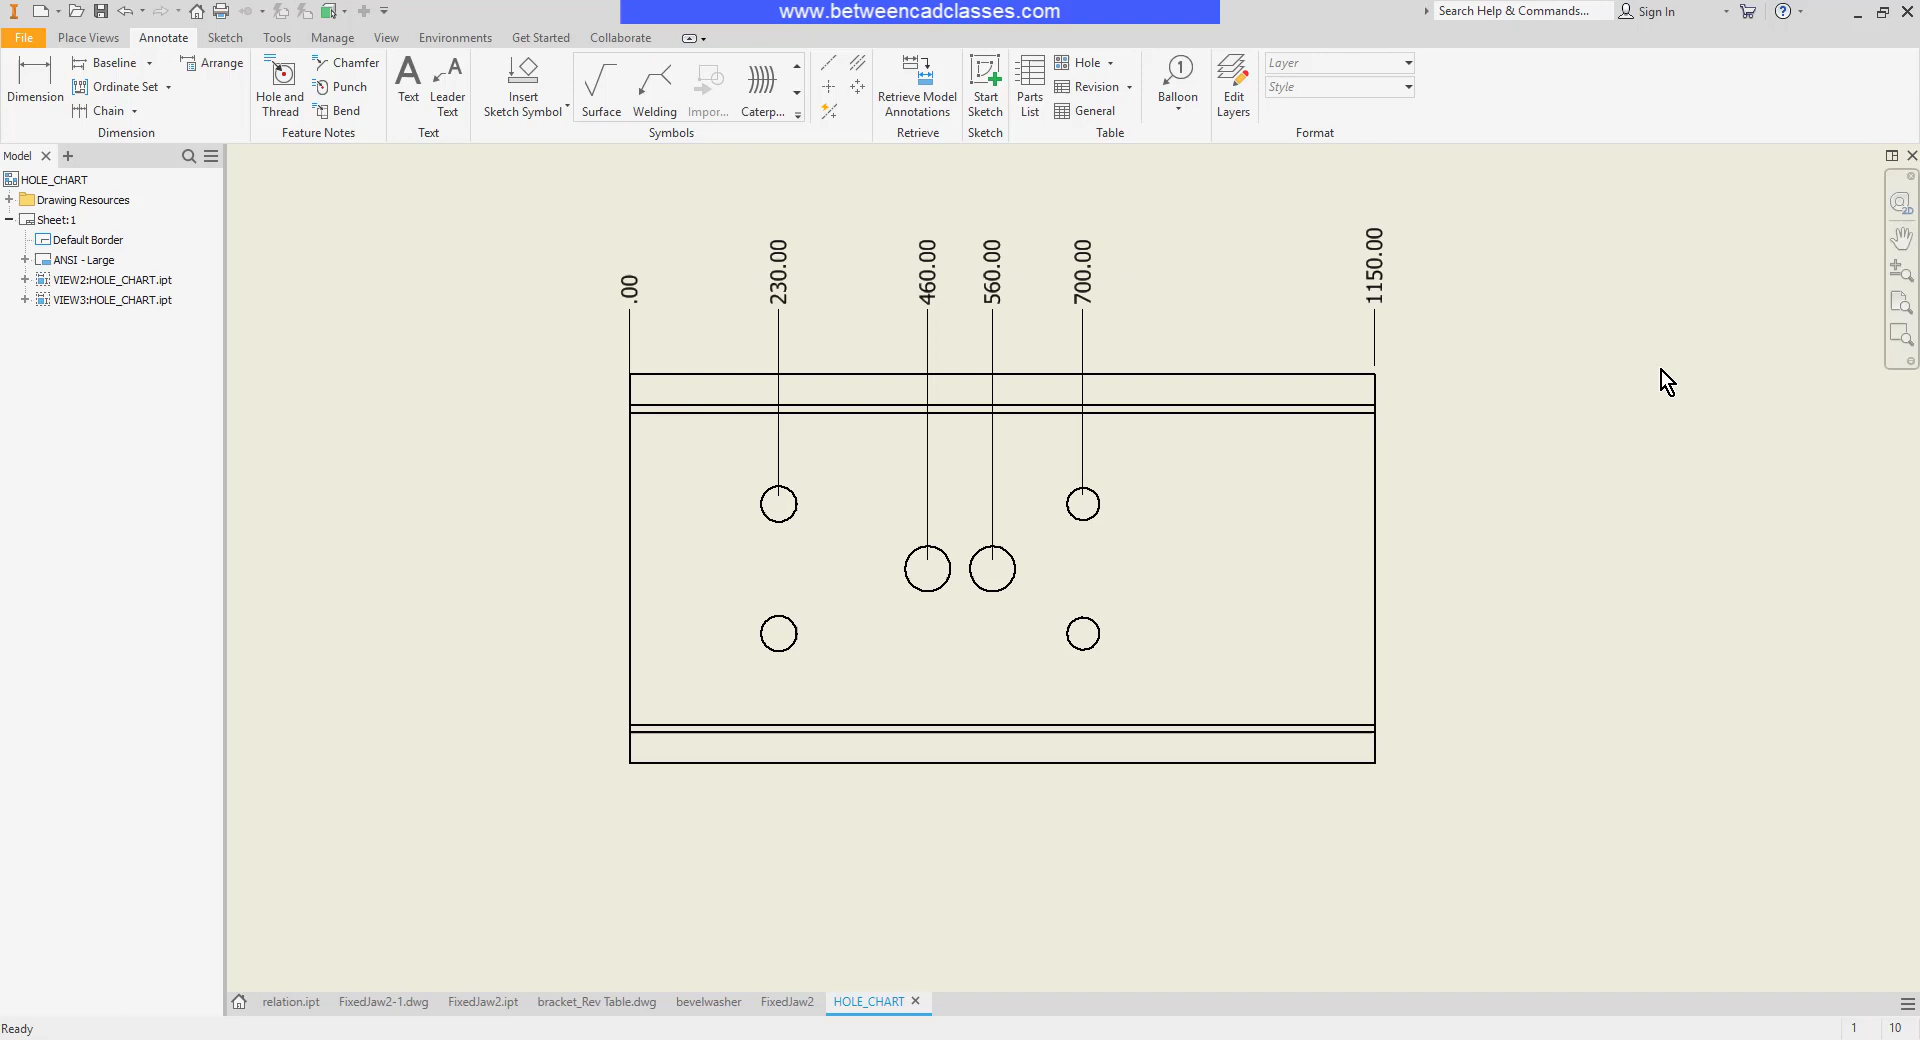 www.betweencadclasses.com
Search Help & Commands...
Sign In
File
Place Views
Annotate
Sketch
Tools
Manage
View
Environments
Get Started
Collaborate
Dimension
Baseline
Ordinate Set
Chain
Arrange
Dimension
Hole and
Thread
Chamfer
Punch
Bend
Feature Notes
Text
Leader
Text
Text
Insert
Sketch Symbol
Surface
Welding
Impor...
Caterp...
Symbols
Retrieve Model
Annotations
Retrieve
Start
Sketch
Sketch
Parts
List
Hole
Revision
General
Table
1
Balloon
Edit
Layers
Layer
Style
Format
Model
HOLE_CHART
Drawing Resources
Sheet:1
Default Border
ANSI - Large
VIEW2:HOLE_CHART.ipt
VIEW3:HOLE_CHART.ipt
.00
230.00
460.00
560.00
700.00
1150.00
2D
relation.ipt
FixedJaw2-1.dwg
FixedJaw2.ipt
bracket_Rev Table.dwg
bevelwasher
FixedJaw2
HOLE_CHART
Ready
1
10